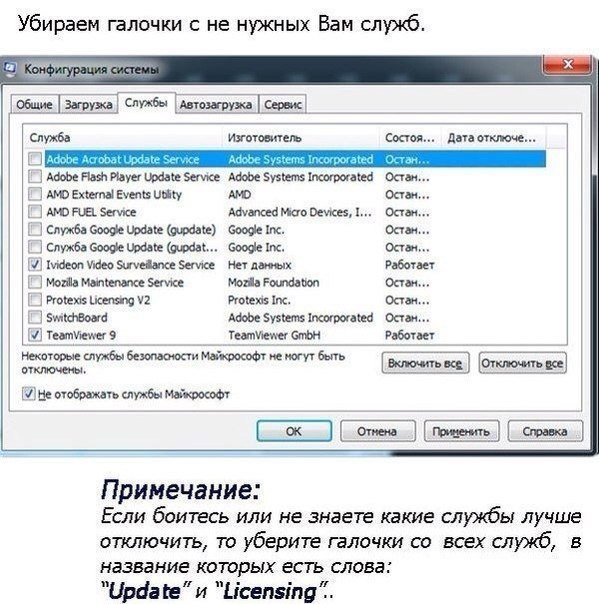 Убираем галочки с не нужных Вам служб.
Конфигурация системы
Общие Загрузка Службы Автозагрузка Сервис
Служба Изготовитель Состоя... Дата отключе...
Adobe Acrobat Update Service Adobe Systems Incorporated Остан...
Adobe Flash Player Update Service Adobe Systems Incorporated Остан...
AMD External Events Utility AMD Остан...
AMD FUEL Service Advanced Micro Devices, I... Остан...
Служба Google Update (gupdate) Google Inc. Остан...
Служба Google Update (gupdat... Google Inc. Остан...
Ivideon Video Surveillance Service Нет данных Работает
Mozilla Maintenance Service Mozilla Foundation Остан...
Protexis Licensing V2 Protexis Inc. Остан...
SwitchBoard Adobe Systems Incorporated Остан...
TeamViewer 9 TeamViewer GmbH Работает
Некоторые службы безопасности Майкрософт не могут быть
отключены.
Включить все Отключить все
Не отображать службы Майкрософт
ОК Отмена Применить Справка
Примечание:
Если боитесь или не знаете какие службы лучше
отключить, то уберите галочки со всех служб, в
название которых есть слова:
"Update" и "Licensing"..